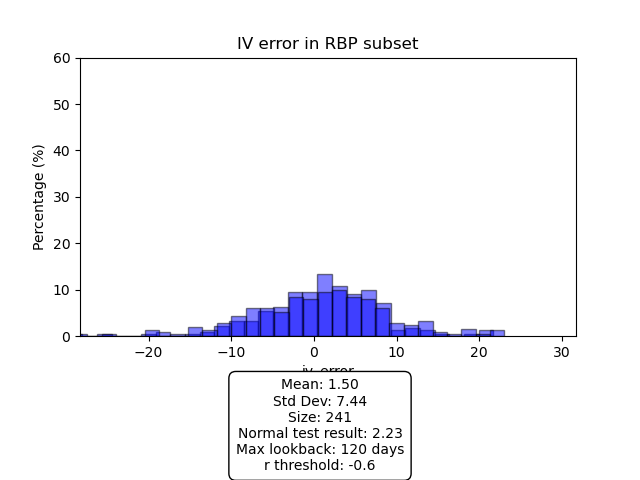 IV error in RBP subset
Percentage (%)
60
50
40
30
20
10
0
−20 −10 0 10 20 30
iv_error
Mean: 1.50
Std Dev: 7.44
Size: 241
Normal test result: 2.23
Max lookback: 120 days
r threshold: -0.6